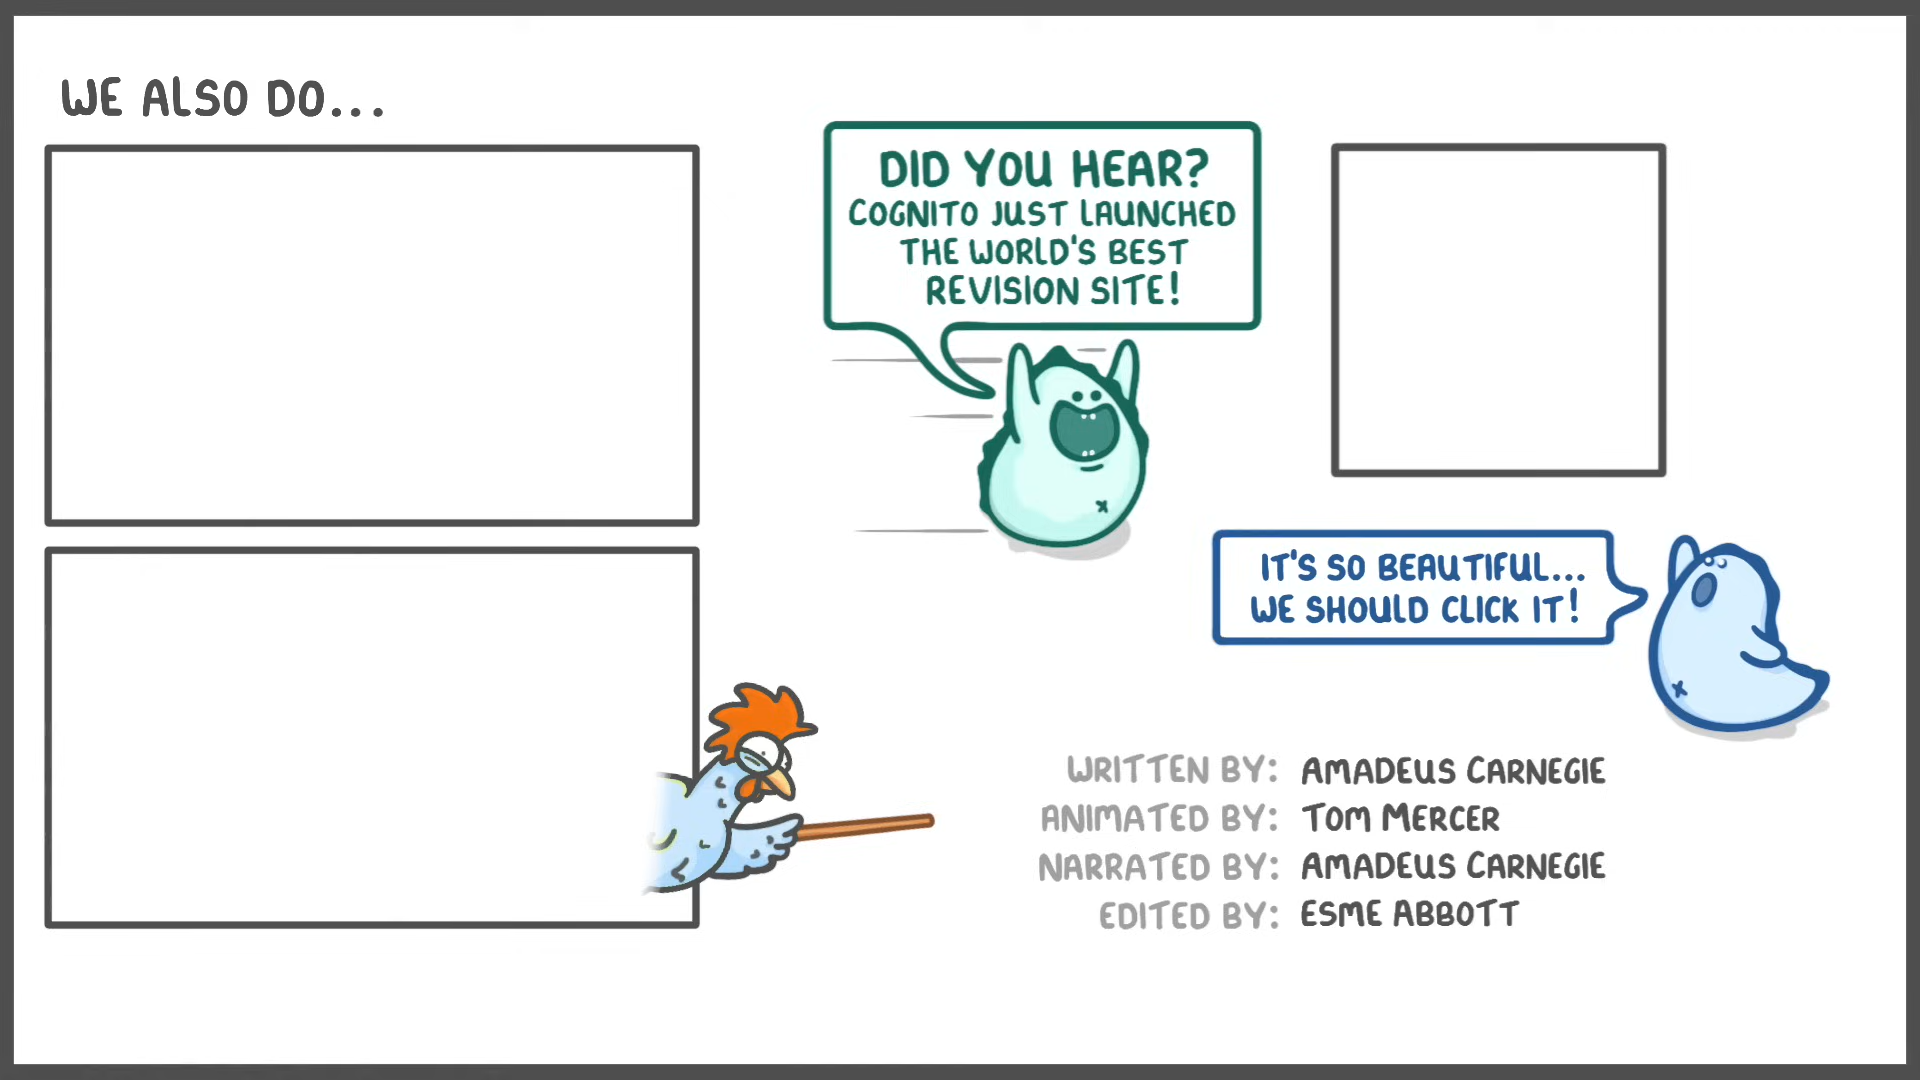 WE ALSO DO...
DID YOU HEAR?
COGNITO JUST LAUNCHED
THE WORLD'S BEST
REVISION SITE!
IT'S SO BEAUTIFUL...
WE SHOULD CLICK IT!
WRITTEN BY: AMADEUS CARNEGIE
ANIMATED BY: TOM MERCER
NARRATED BY: AMADEUS CARNEGIE
EDITED BY: ESME ABBOTT